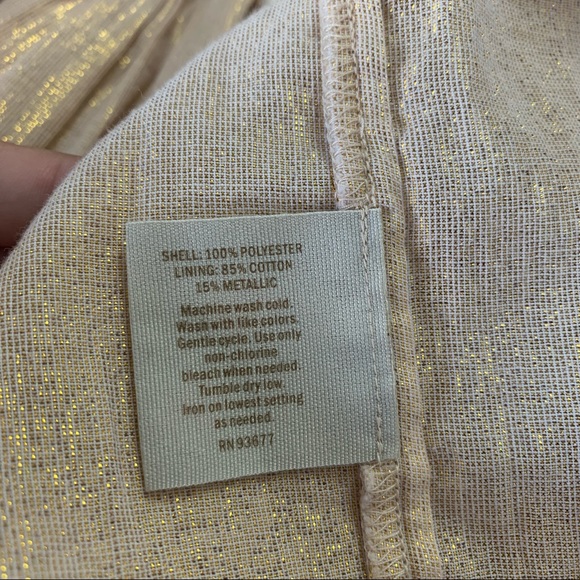 SHELL: 100% POLYESTER
LINING: 85% COTTON
15% METALLIC
Machine wash cold.
Wash with like colors.
Gentle cycle. Use only
non-chlorine
bleach when needed.
Tumble dry low.
Iron on lowest setting
as needed.
RN 93677